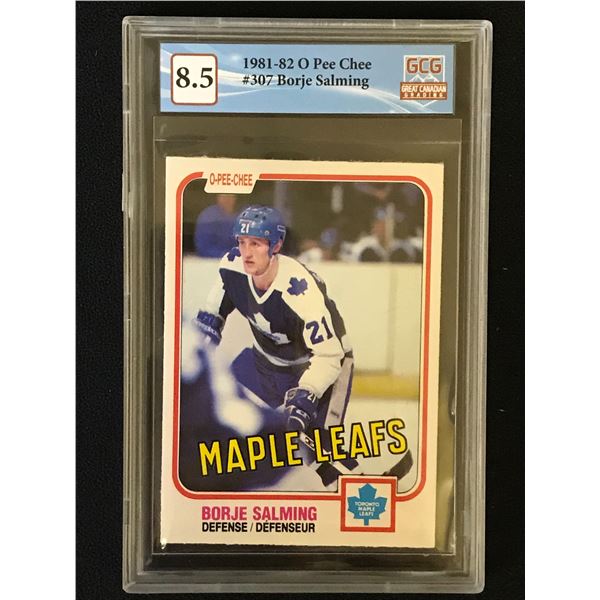 8.5
1981-82 O Pee Chee
#307 Borje Salming
GCG
GREAT CANADIAN
GRADING
O-PEE-CHEE
21
21
21
MAPLE LEAFS
BORJE SALMING
DEFENSE / DÉFENSEUR
TORONTO
MAPLE
LEAFS